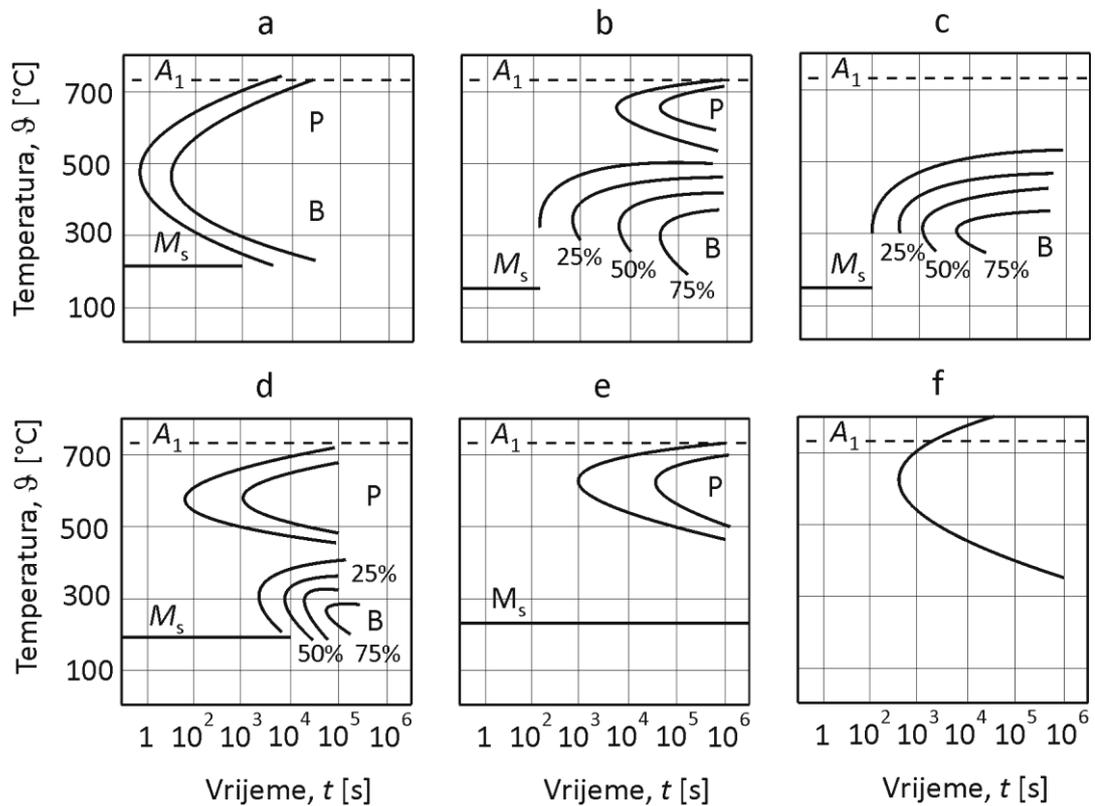 a
b
c
Temperatura, ϑ [°C]
700
500
300
100
A₁
P
B
Mₛ
A₁
P
25%
50%
75%
B
Mₛ
A₁
25%
50%
75%
B
Mₛ
d
e
f
Temperatura, ϑ [°C]
700
500
300
100
A₁
P
25%
B
50%
75%
Mₛ
A₁
P
Mₛ
A₁
1 10² 10³ 10⁴ 10⁵ 10⁶
1 10² 10³ 10⁴ 10⁵ 10⁶
1 10² 10³ 10⁴ 10⁵ 10⁶
Vrijeme, t [s]
Vrijeme, t [s]
Vrijeme, t [s]